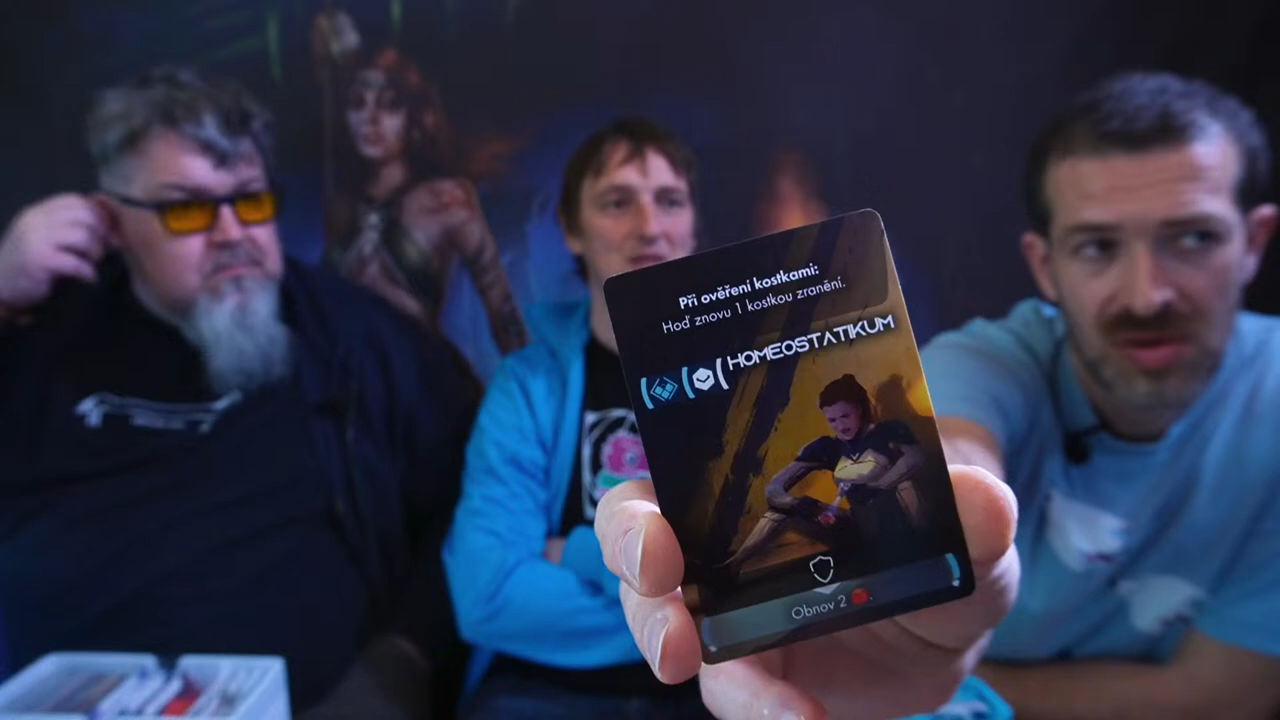 Při ověření kostkami:
Hoď znovu 1 kostkou zranění.
HOMEOSTATIKUM
Obnov 2 .